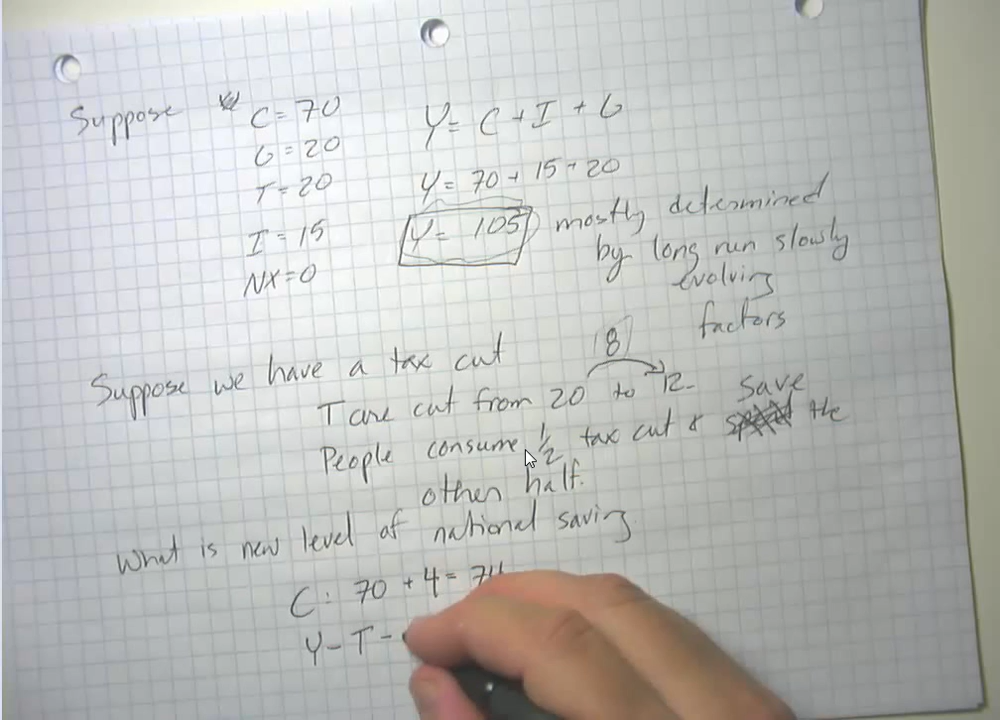 Suppose C = 70
G = 20
T = 20
I = 15
NX = 0
Y = C + I + G
Y = 70 + 15 + 20
Y = 105
mostly determined
by long run slowly
evolving
factors
Suppose we have a tax cut
8
T are cut from 20 to 12.
People consume 1/2 tax cut & save the
other half.
What is new level of national saving
C: 70 + 4 = 74
Y - T -